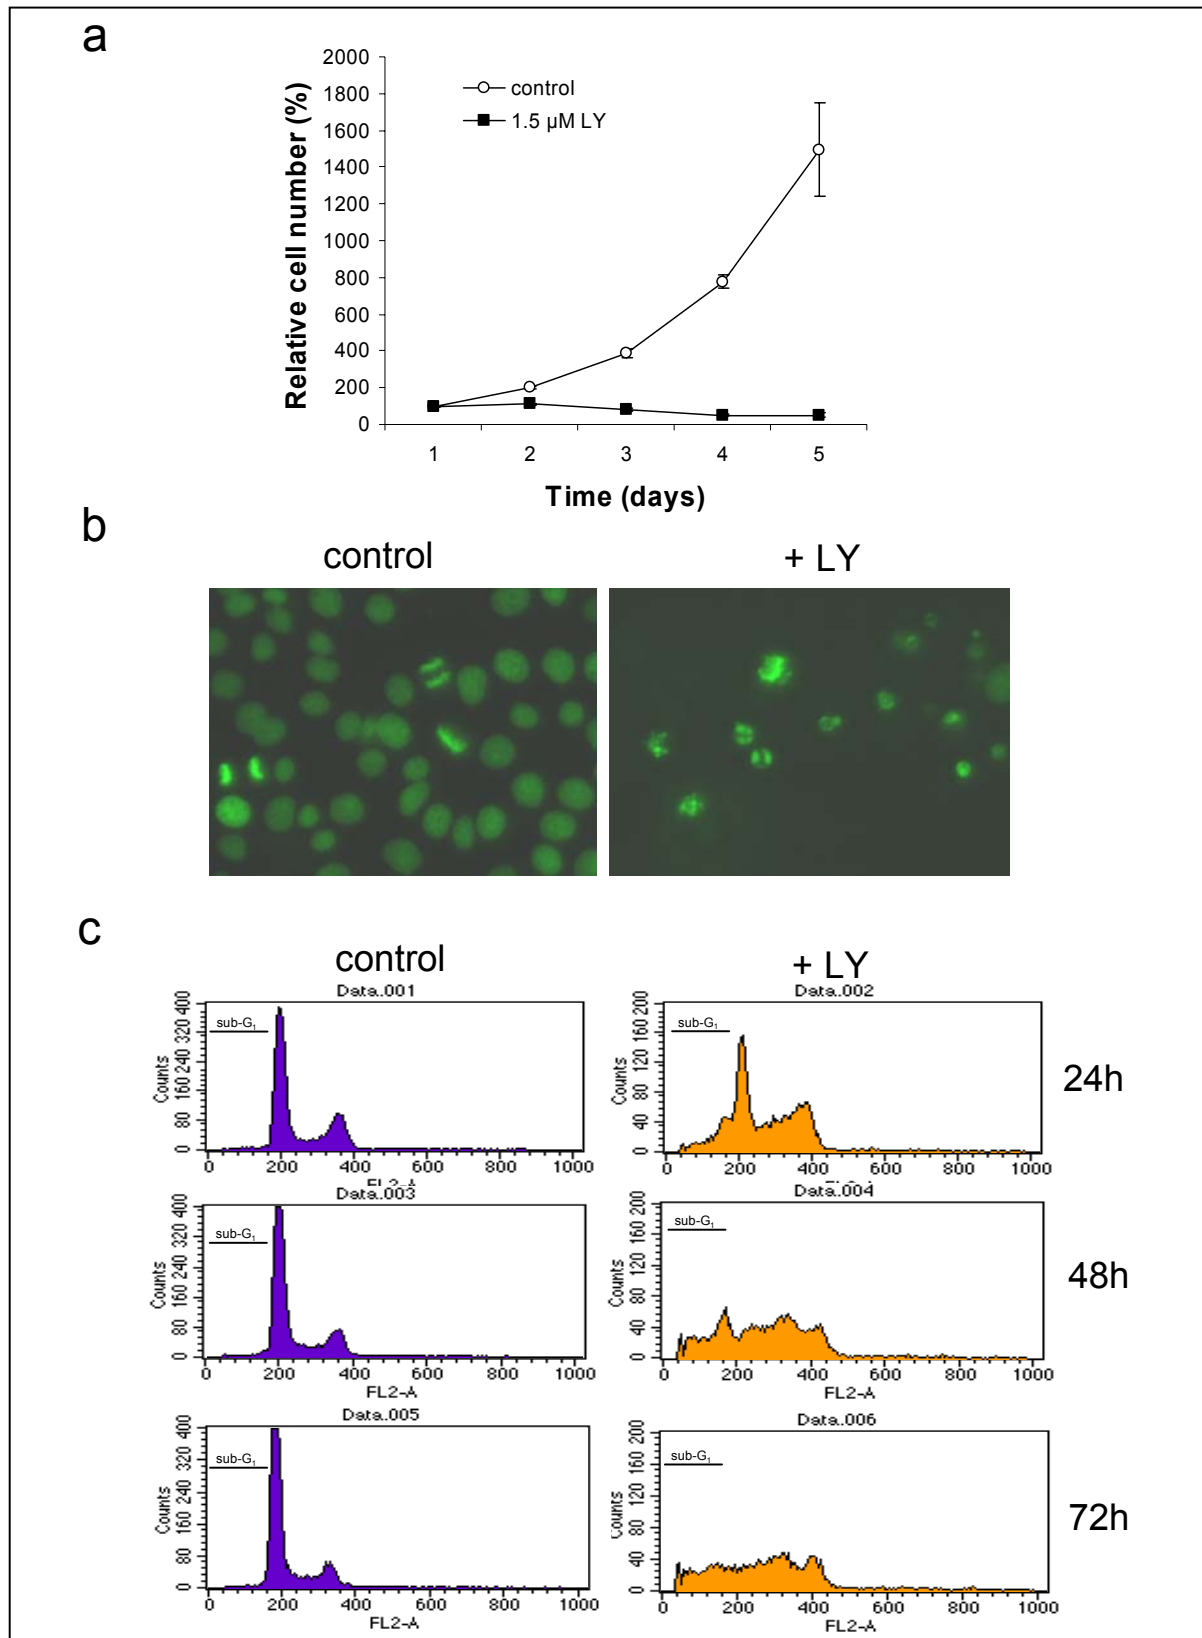 a
2000
1800
1600
1400
1200
1000
800
600
400
200
0
Relative cell number (%)
control
1.5 µM LY
1 2 3 4 5
Time (days)
b
control + LY
c
control + LY
Data.001
400
320
240
160
80
0
Counts
sub-G₁
0 200 400 600 800 1000
Data.002
200
160
120
80
40
0
Counts
sub-G₁
0 200 400 600 800 1000
24h
Data.003
400
320
240
160
80
0
Counts
sub-G₁
0 200 400 600 800 1000
FL2-A
Data.004
200
160
120
80
40
0
Counts
sub-G₁
0 200 400 600 800 1000
FL2-A
48h
Data.005
400
320
240
160
80
0
Counts
sub-G₁
0 200 400 600 800 1000
FL2-A
Data.006
200
160
120
80
40
0
Counts
sub-G₁
0 200 400 600 800 1000
FL2-A
72h